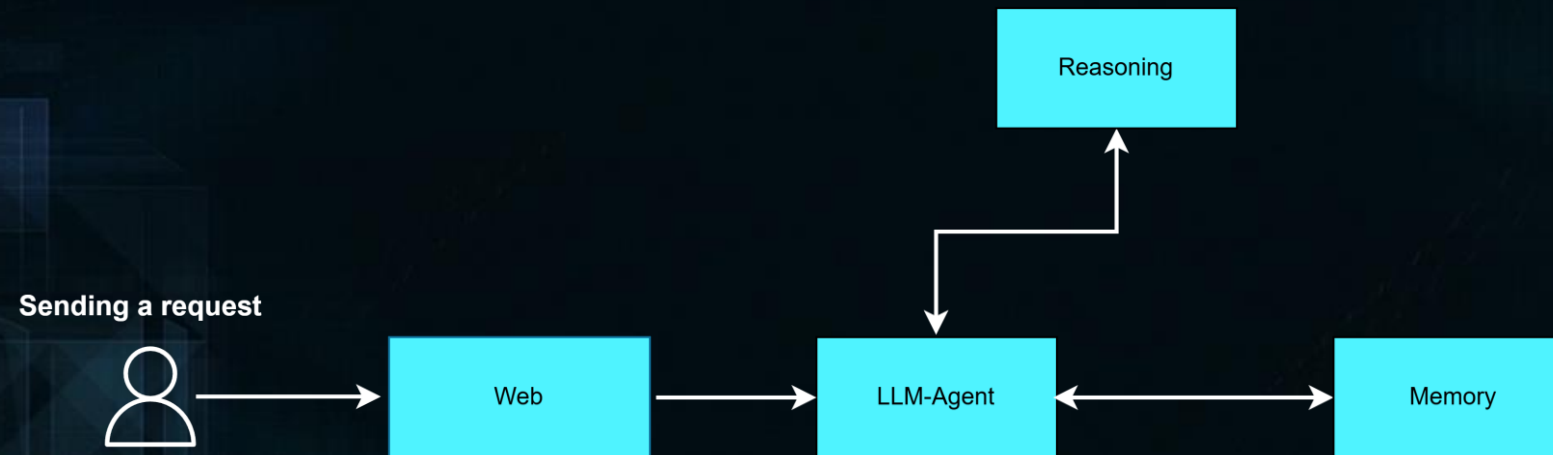 Reasoning
Sending a request
Web
LLM-Agent
Memory